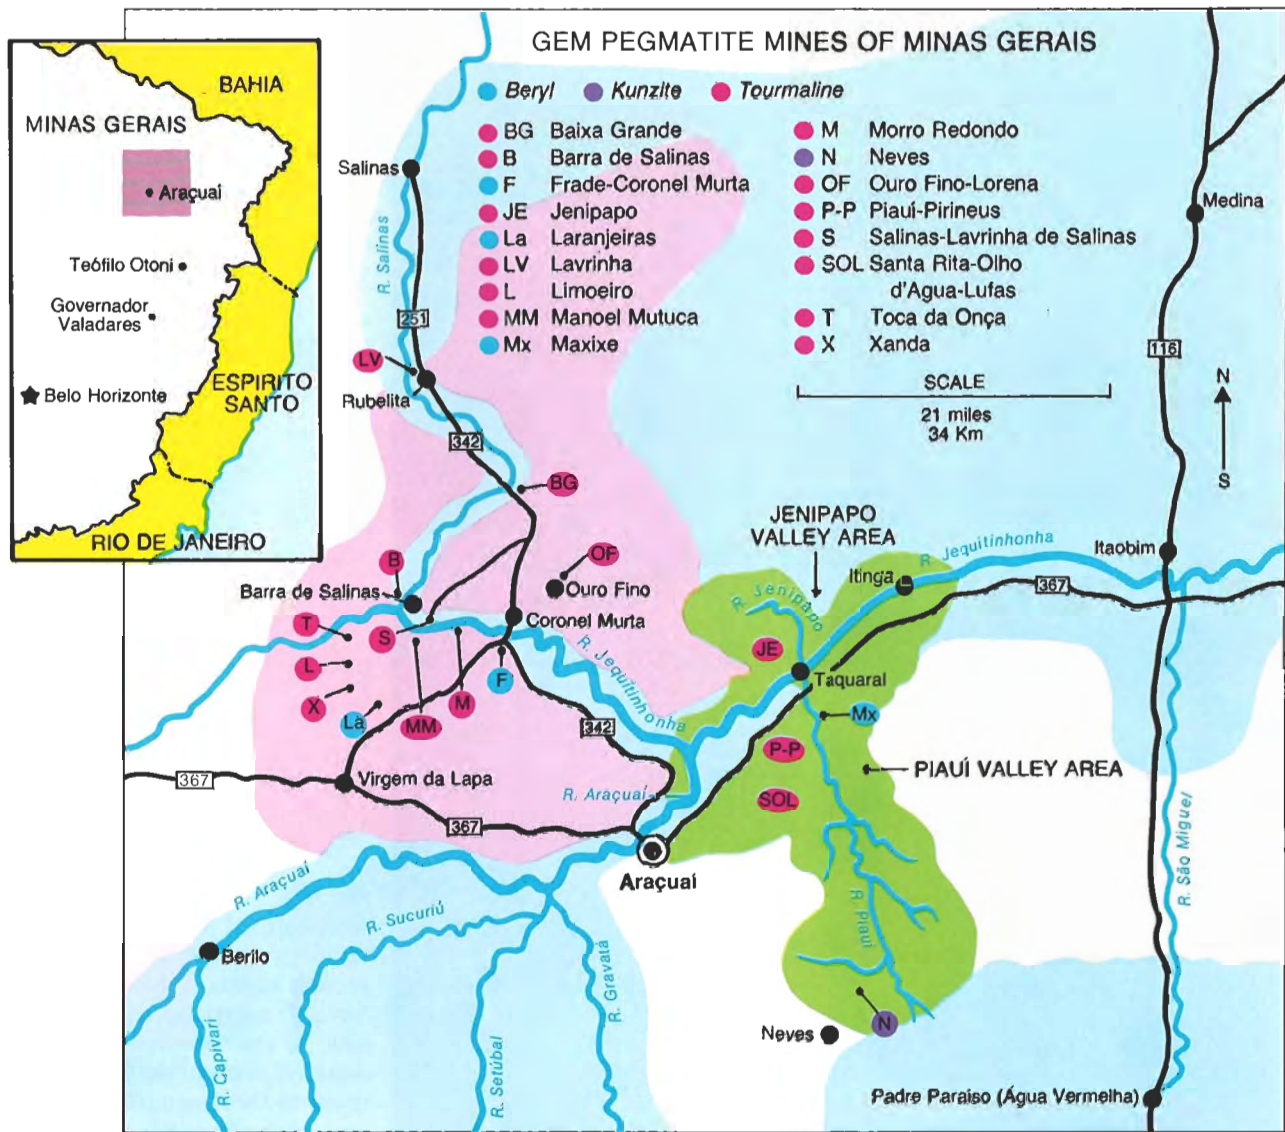 GEM PEGMATITE MINES OF MINAS GERAIS
Beryl
Kunzite
Tourmaline
BG Baixa Grande
B Barra de Salinas
F Frade-Coronel Murta
JE Jenipapo
La Laranjeiras
LV Lavrinha
L Limoeiro
MM Manoel Mutuca
Mx Maxixe
M Morro Redondo
N Neves
OF Ouro Fino-Lorena
P-P Piauí-Pirineus
S Salinas-Lavrinha de Salinas
SOL Santa Rita-Olho
d'Agua-Lufas
T Toca da Onça
X Xanda
SCALE
21 miles
34 Km
N
S
BAHIA
MINAS GERAIS
Araçuaí
Teófilo Otoni
Governador
Valadares
Belo Horizonte
ESPIRITO
SANTO
RIO DE JANEIRO
Salinas
R. Salinas
251
LV
Rubelita
342
BG
Medina
116
JENIPAPO
VALLEY AREA
R. Jequitinhonha
Itaobim
Itinga
367
R. Jenipapo
OF
Ouro Fino
B
Barra de Salinas
T
S
Coronel Murta
L
F
R. Jequitinhonha
JE
Taquaral
X
La
MM
M
342
Mx
P-P
PIAUÍ VALLEY AREA
367
Virgem da Lapa
R. Araçuaí
SOL
367
Araçuaí
R. Araçuaí
R. Sucuriú
R. Piauí
R. São Miguel
Berilo
R. Gravatá
R. Capivari
R. Setúbal
Neves
N
Padre Paraiso (Água Vermelha)